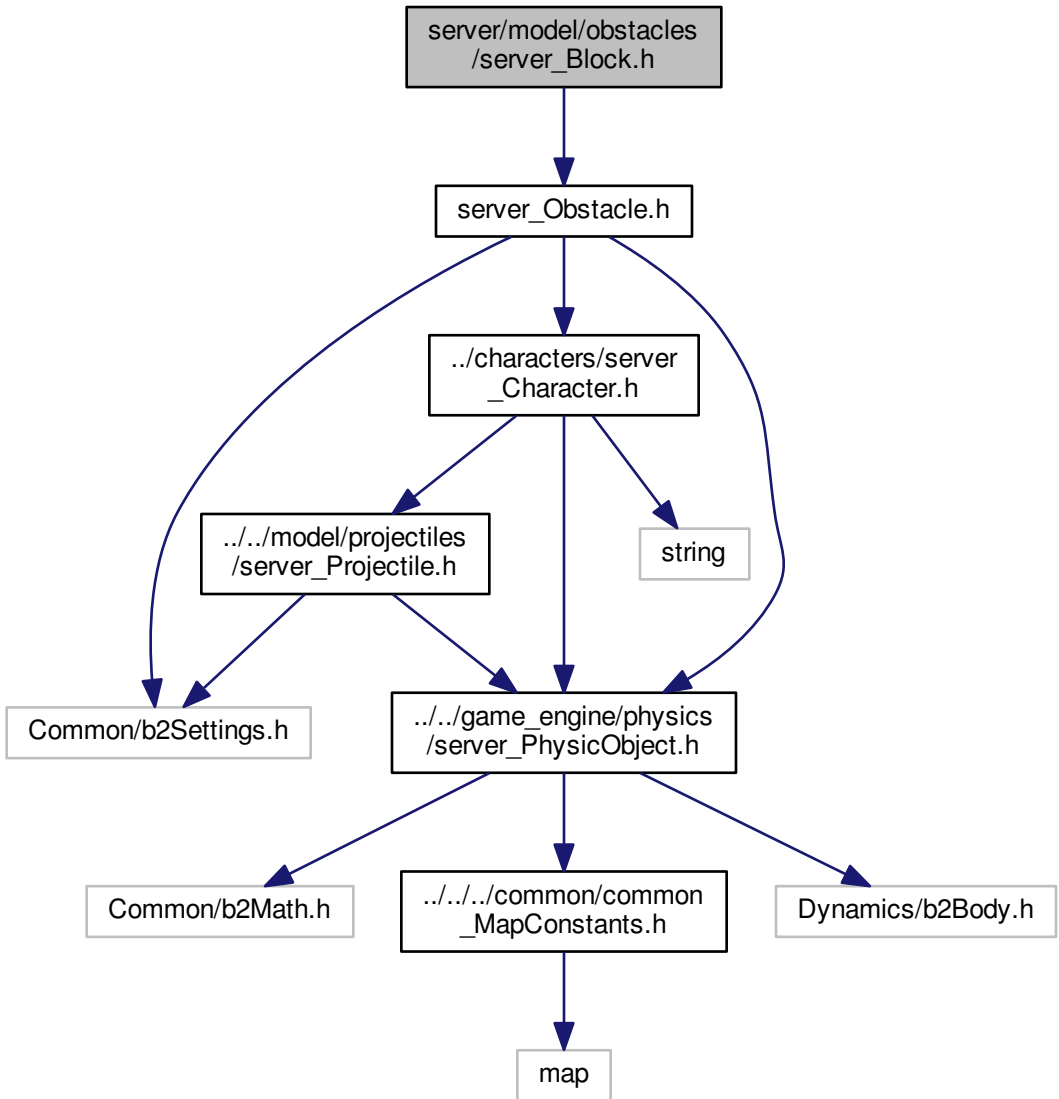 server/model/obstacles
/server_Block.h
server_Obstacle.h
../characters/server
_Character.h
../../model/projectiles
/server_Projectile.h
string
Common/b2Settings.h
../../game_engine/physics
/server_PhysicObject.h
Common/b2Math.h
../../../common/common
_MapConstants.h
Dynamics/b2Body.h
map